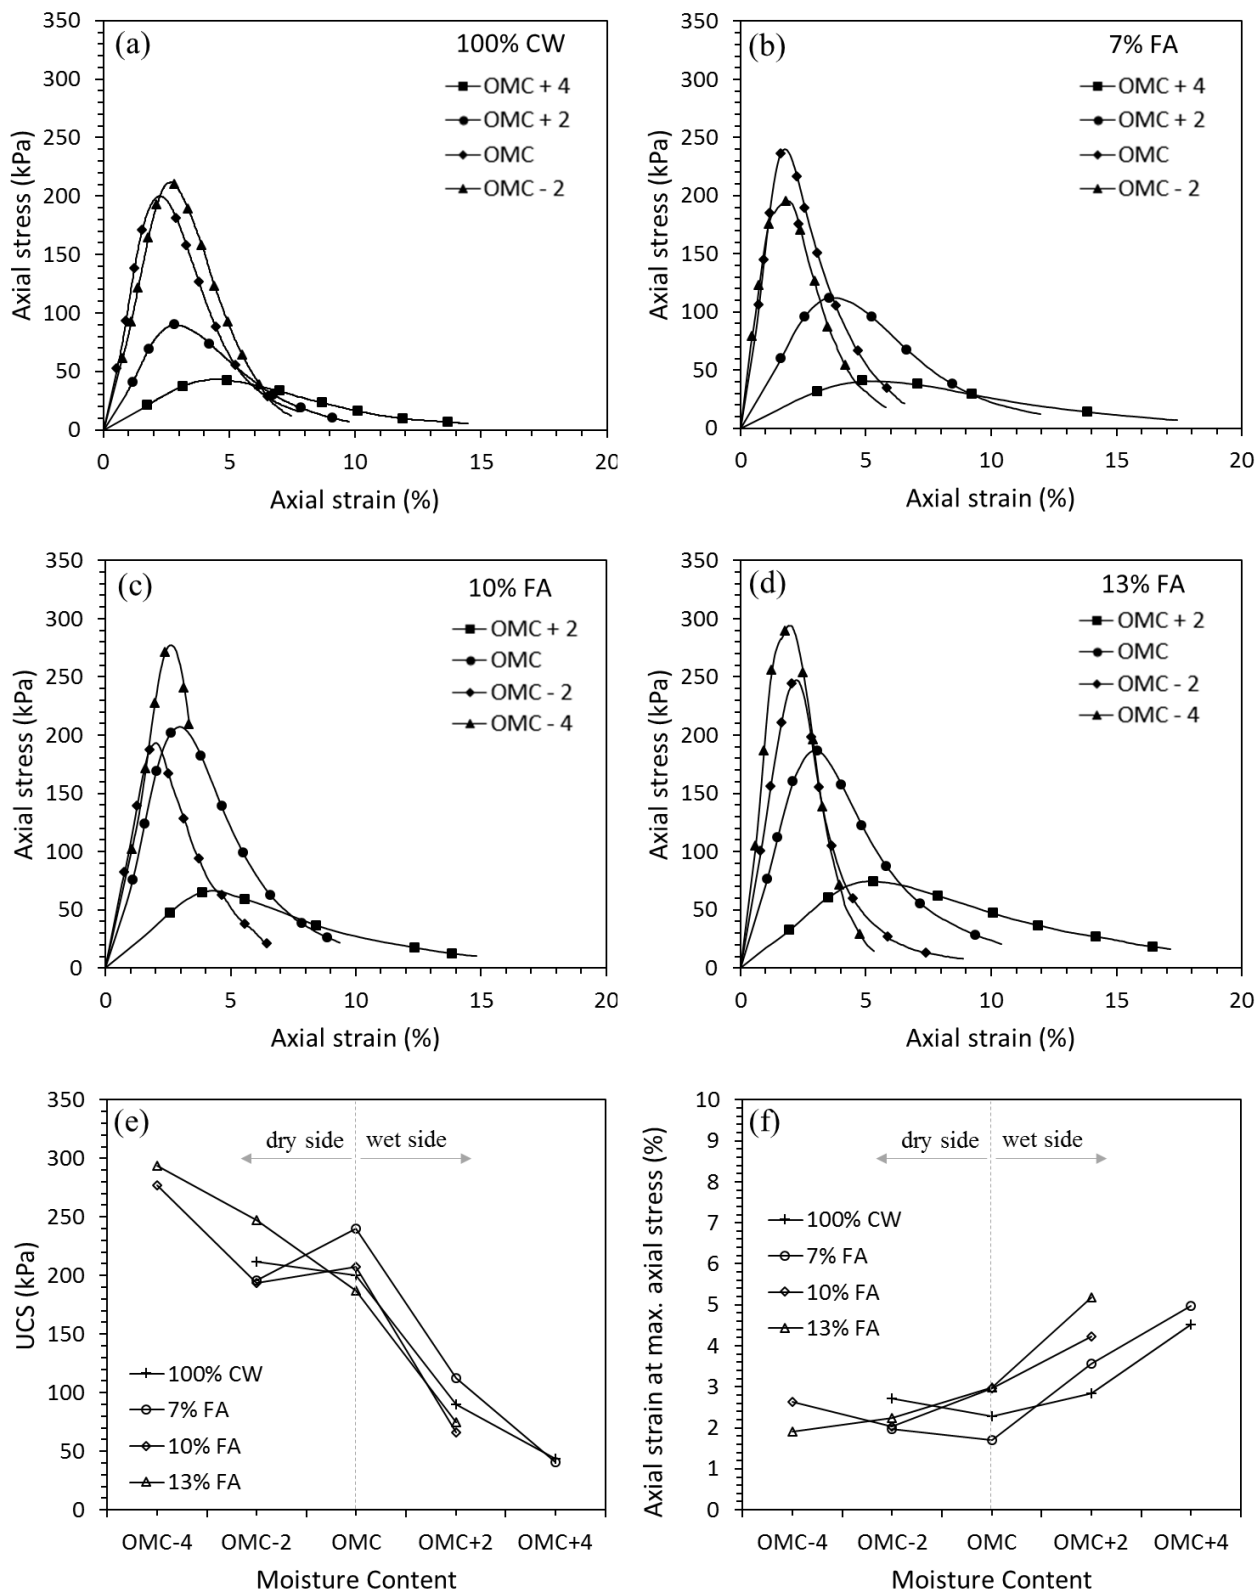 (a)
100% CW
OMC + 4
OMC + 2
OMC
OMC - 2
350
300
250
200
150
100
50
0
Axial stress (kPa)
0 5 10 15 20
Axial strain (%)
(b)
7% FA
OMC + 4
OMC + 2
OMC
OMC - 2
350
300
250
200
150
100
50
0
Axial stress (kPa)
0 5 10 15 20
Axial strain (%)
(c)
10% FA
OMC + 2
OMC
OMC - 2
OMC - 4
350
300
250
200
150
100
50
0
Axial stress (kPa)
0 5 10 15 20
Axial strain (%)
(d)
13% FA
OMC + 2
OMC
OMC - 2
OMC - 4
350
300
250
200
150
100
50
0
Axial stress (kPa)
0 5 10 15 20
Axial strain (%)
(e)
dry side wet side
100% CW
7% FA
10% FA
13% FA
350
300
250
200
150
100
50
0
UCS (kPa)
OMC-4 OMC-2 OMC OMC+2 OMC+4
Moisture Content
(f)
dry side wet side
100% CW
7% FA
10% FA
13% FA
10
9
8
7
6
5
4
3
2
1
0
Axial strain at max. axial stress (%)
OMC-4 OMC-2 OMC OMC+2 OMC+4
Moisture Content